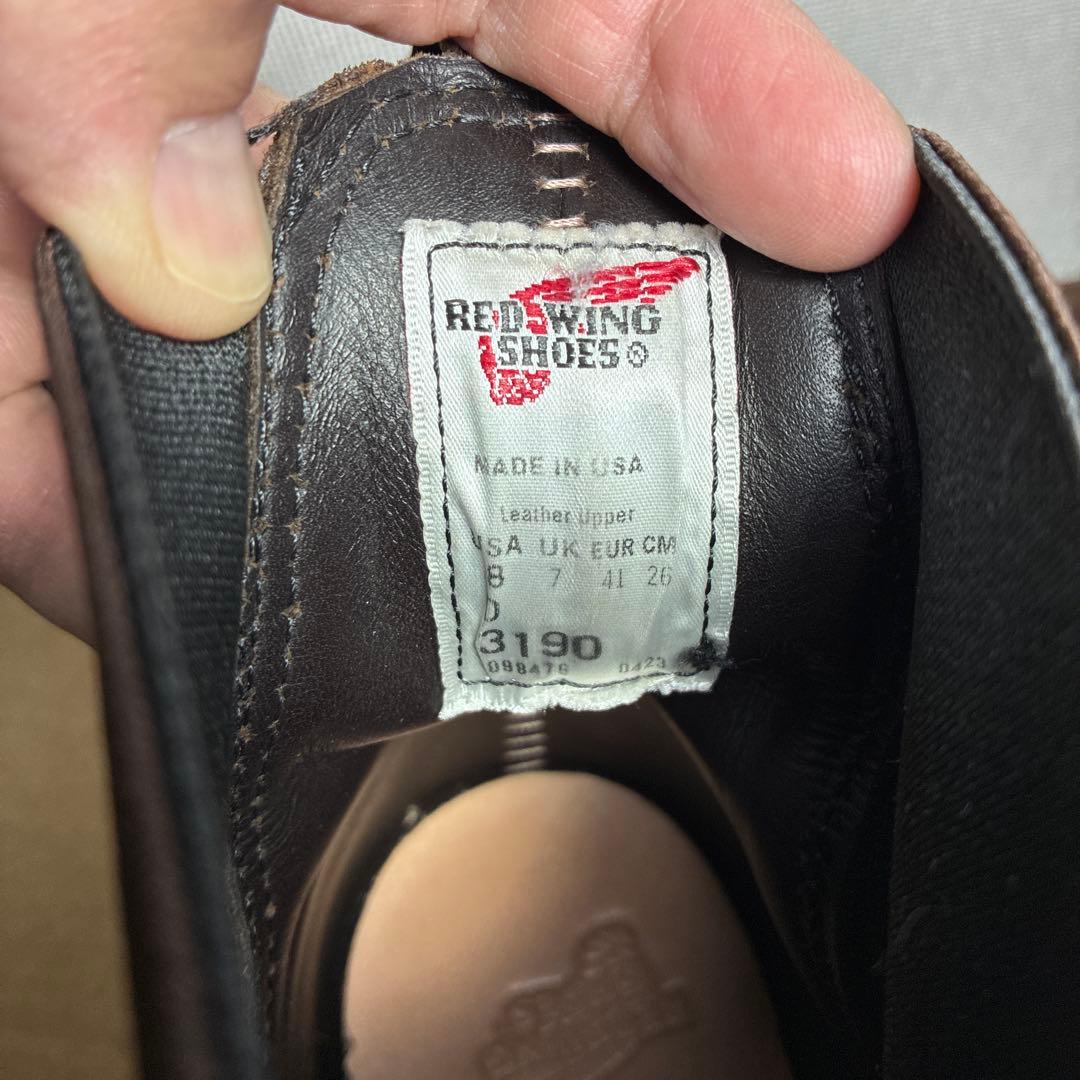 RED WING
SHOES®
MADE IN USA
Leather Upper
USA UK EUR CM
8 7 41 26
D
3190
098476 0423